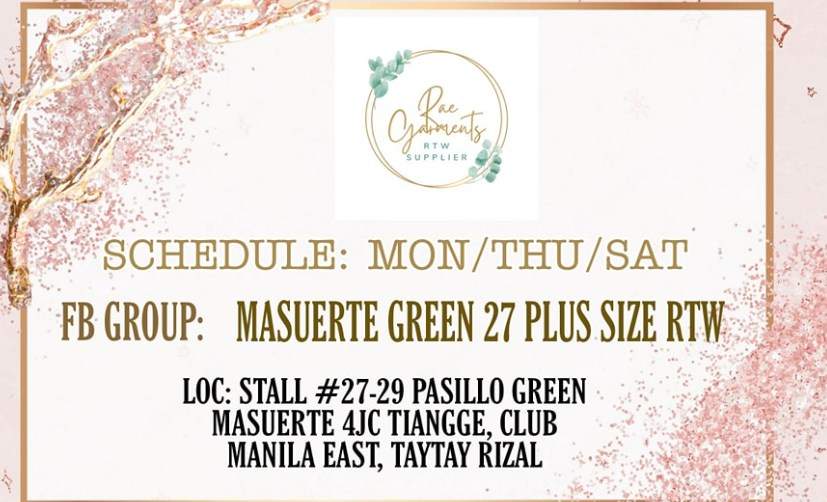 Rae
Garments
RTW
SUPPLIER
SCHEDULE: MON/THU/SAT
FB GROUP: MASUERTE GREEN 27 PLUS SIZE RTW
LOC: STALL #27-29 PASILLO GREEN
MASUERTE 4JC TIANGGE, CLUB
MANILA EAST, TAYTAY RIZAL